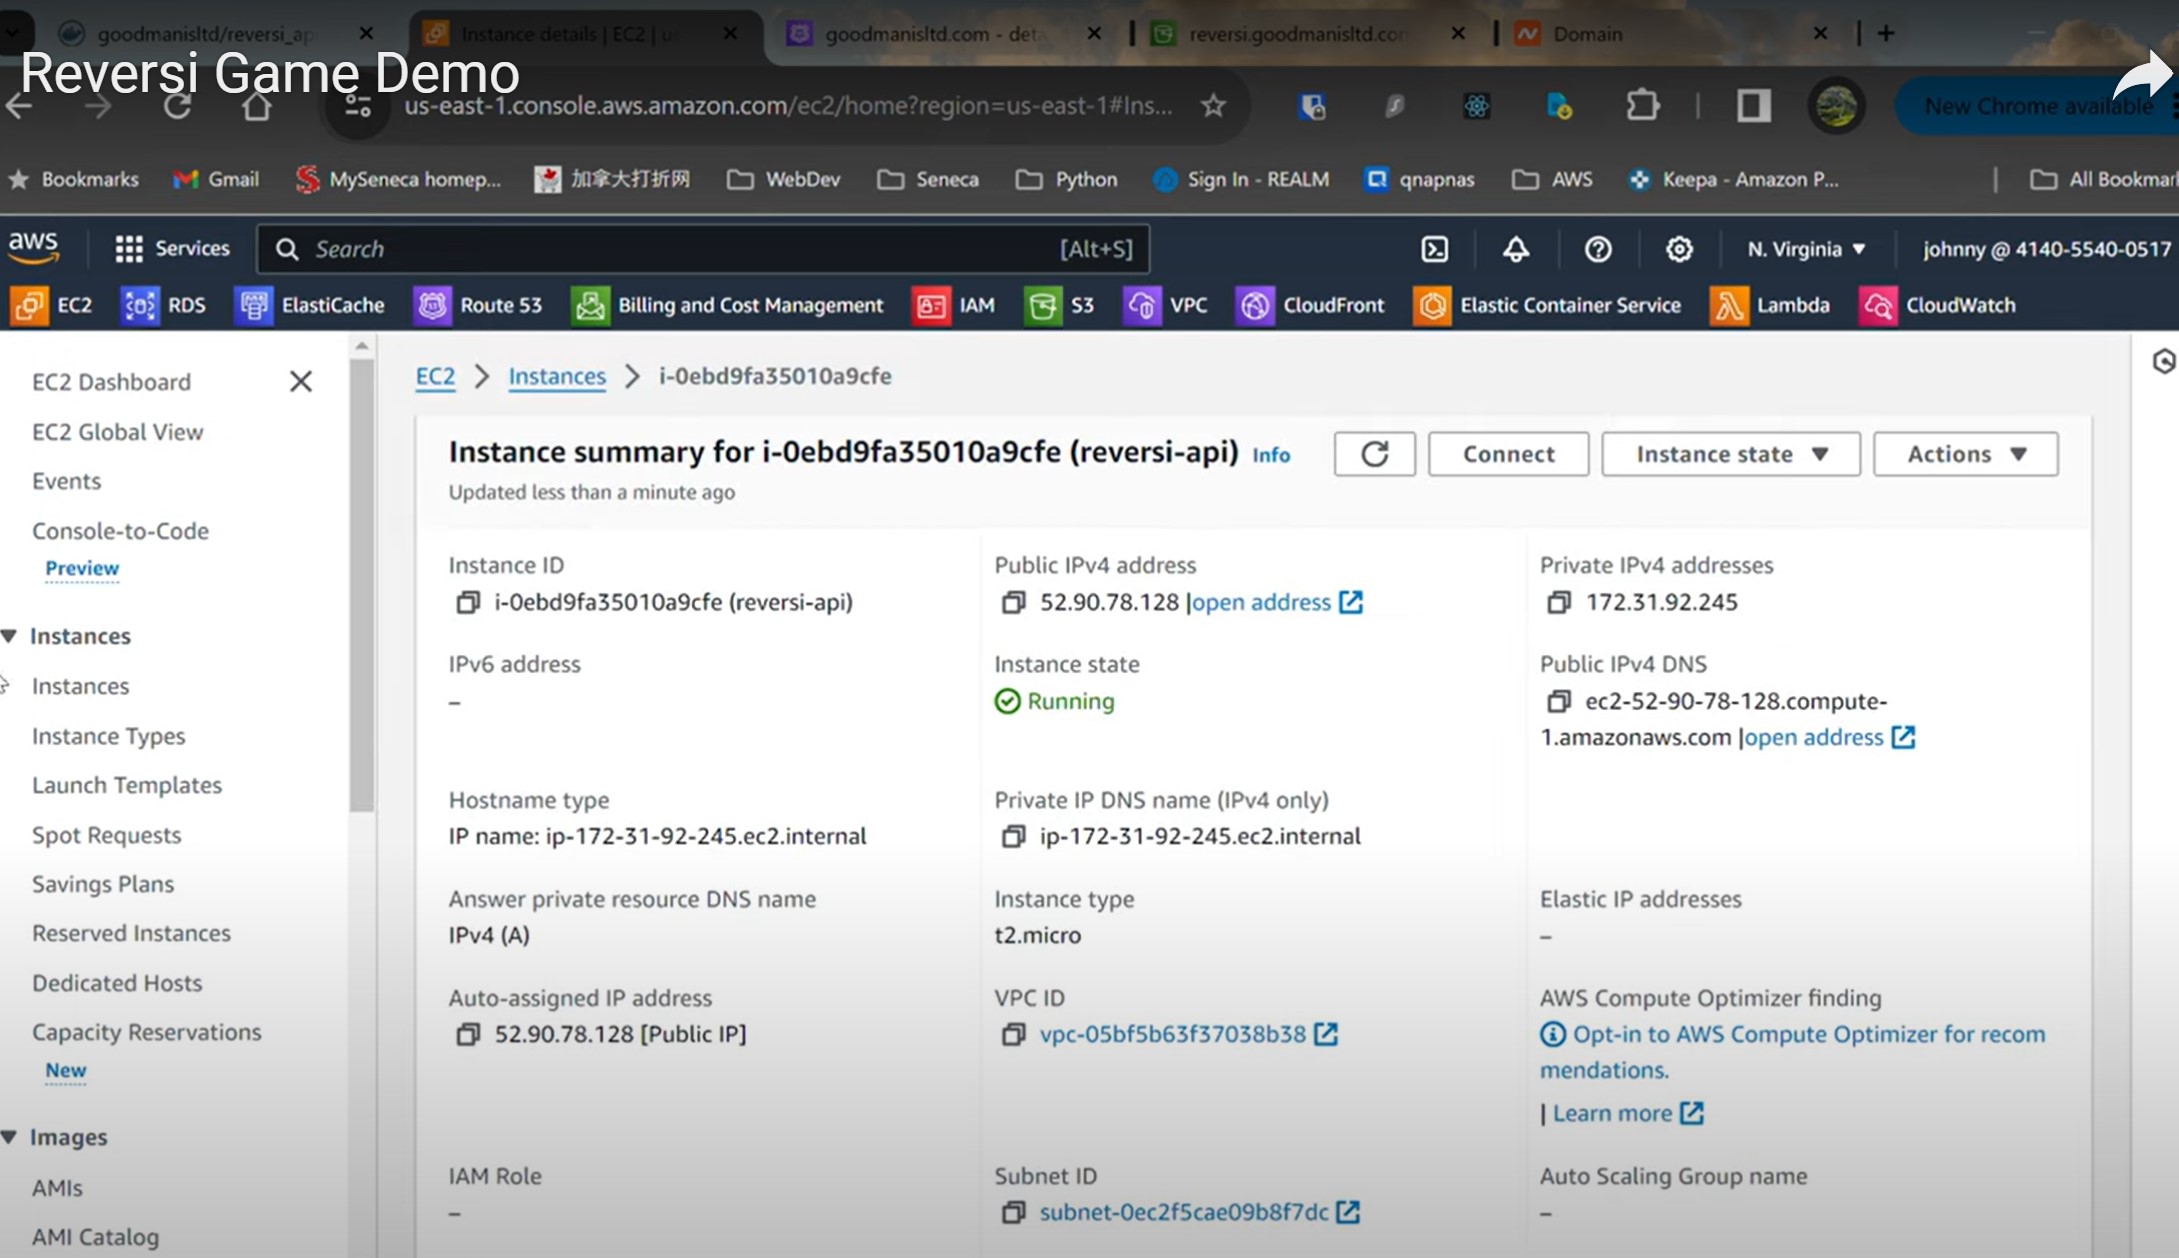 goodmanisltd/reversi_ap
Instance details | EC2 | u
goodmanisltd.com - deta
reversi.goodmanisltd.con
Domain
Reversi Game Demo
us-east-1.console.aws.amazon.com/ec2/home?region=us-east-1#Ins...
New Chrome available
Bookmarks
Gmail
MySeneca homep...
加拿大打折网
WebDev
Seneca
Python
Sign In - REALM
qnapnas
AWS
Keepa - Amazon P...
All Bookmar
aws
Services
Search
[Alt+S]
N. Virginia
johnny @ 4140-5540-0517
EC2
RDS
ElastiCache
Route 53
Billing and Cost Management
IAM
S3
VPC
CloudFront
Elastic Container Service
Lambda
CloudWatch
EC2 Dashboard
EC2 Global View
Events
Console-to-Code
Preview
Instances
Instances
Instance Types
Launch Templates
Spot Requests
Savings Plans
Reserved Instances
Dedicated Hosts
Capacity Reservations
New
Images
AMIs
AMI Catalog
EC2 > Instances > i-0ebd9fa35010a9cfe
Instance summary for i-0ebd9fa35010a9cfe (reversi-api) Info
Updated less than a minute ago
Connect
Instance state
Actions
Instance ID
i-0ebd9fa35010a9cfe (reversi-api)
Public IPv4 address
52.90.78.128 |open address
Private IPv4 addresses
172.31.92.245
IPv6 address
–
Instance state
Running
Public IPv4 DNS
ec2-52-90-78-128.compute-
1.amazonaws.com |open address
Hostname type
IP name: ip-172-31-92-245.ec2.internal
Private IP DNS name (IPv4 only)
ip-172-31-92-245.ec2.internal
Answer private resource DNS name
IPv4 (A)
Instance type
t2.micro
Elastic IP addresses
–
Auto-assigned IP address
52.90.78.128 [Public IP]
VPC ID
vpc-05bf5b63f37038b38
AWS Compute Optimizer finding
Opt-in to AWS Compute Optimizer for recom
mendations.
| Learn more
IAM Role
–
Subnet ID
subnet-0ec2f5cae09b8f7dc
Auto Scaling Group name
–